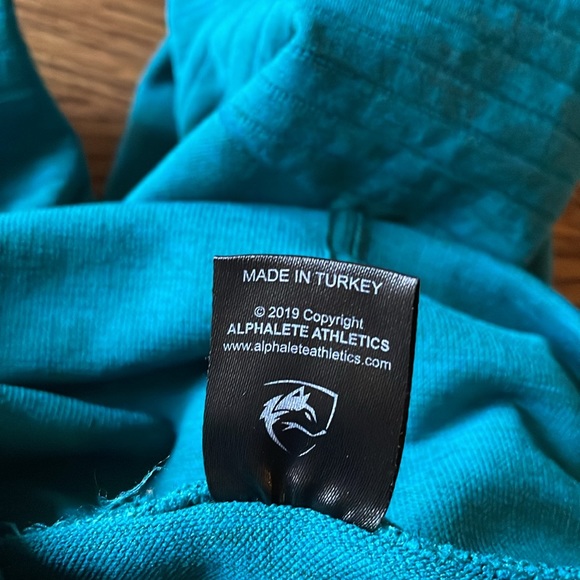 MADE IN TURKEY
© 2019 Copyright
ALPHALETE ATHLETICS
www.alphaleteathletics.com